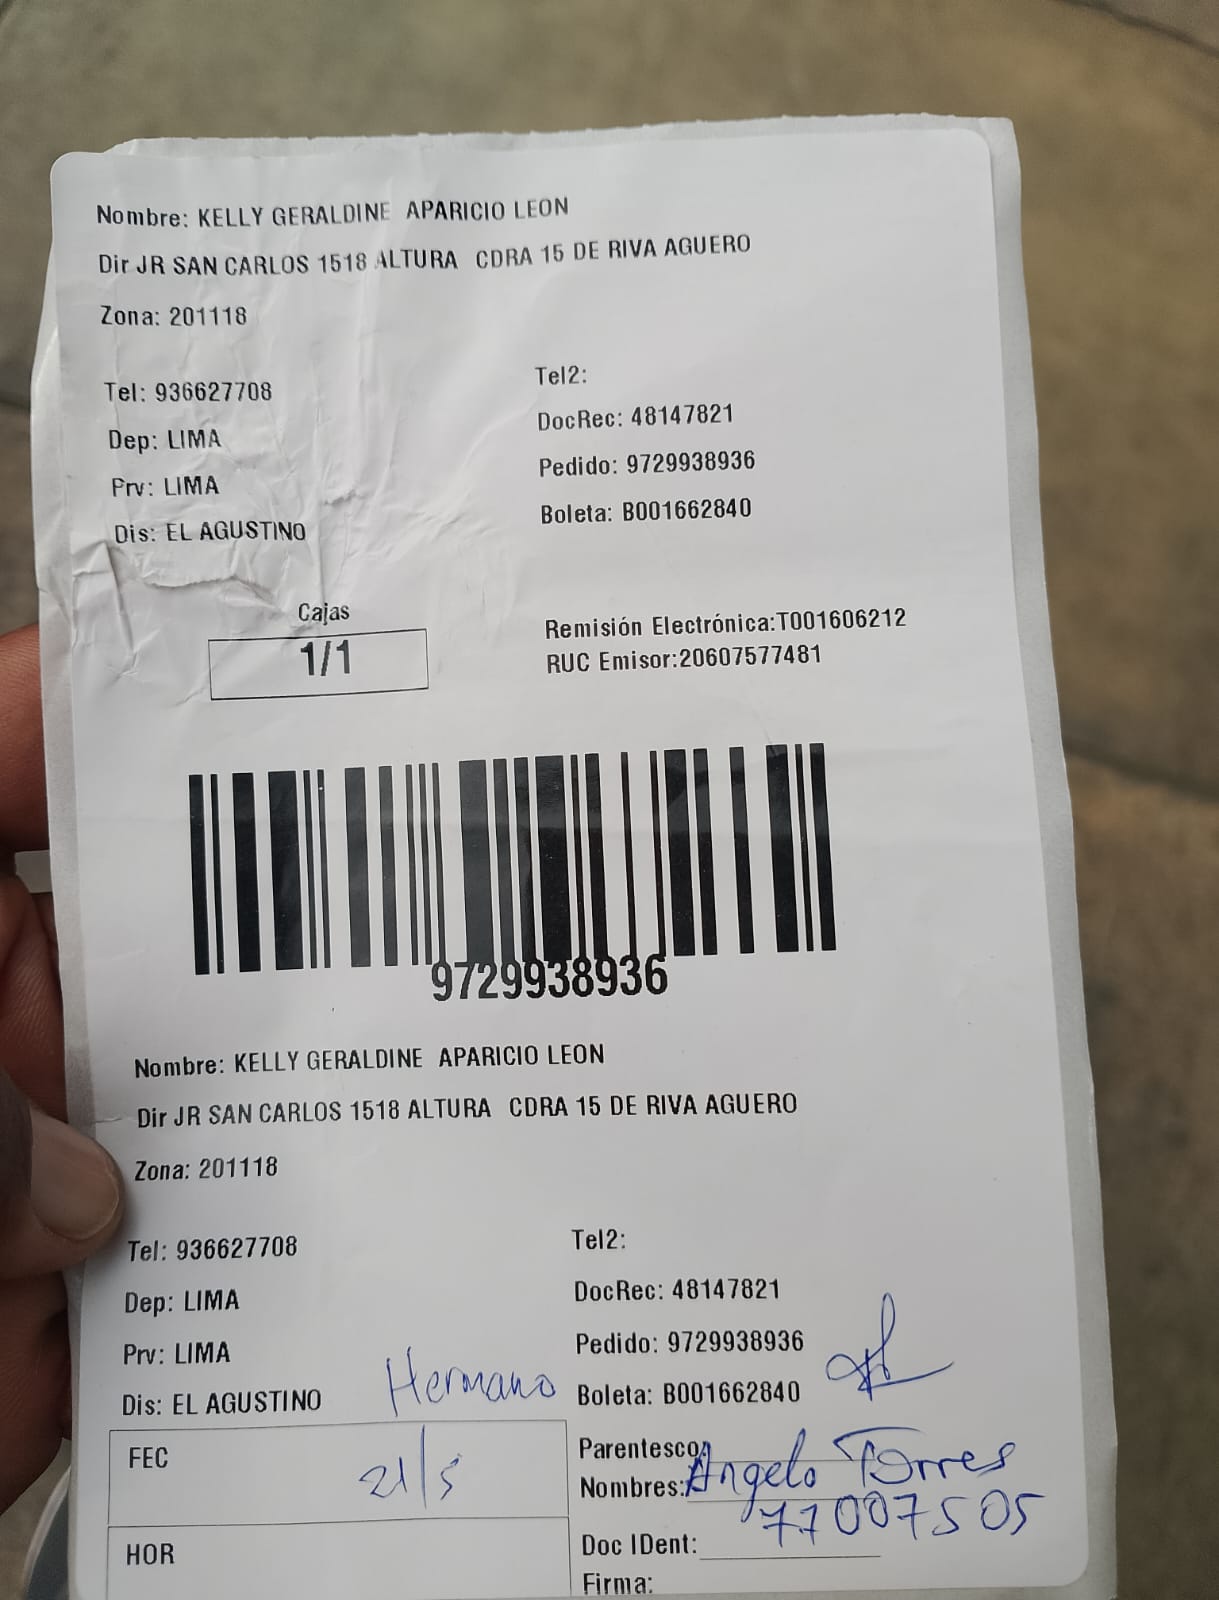 Nombre: KELLY GERALDINE APARICIO LEON
Dir JR SAN CARLOS 1518 ALTURA CDRA 15 DE RIVA AGUERO
Zona: 201118
Tel: 936627708
Dep: LIMA
Prv: LIMA
Dis: EL AGUSTINO
Tel2:
DocRec: 48147821
Pedido: 9729938936
Boleta: B001662840
Cajas
1/1
Remisión Electrónica:T001606212
RUC Emisor:20607577481
9729938936
Nombre: KELLY GERALDINE APARICIO LEON
Dir JR SAN CARLOS 1518 ALTURA CDRA 15 DE RIVA AGUERO
Zona: 201118
Tel: 936627708
Dep: LIMA
Prv: LIMA
Dis: EL AGUSTINO
Hermano
Tel2:
DocRec: 48147821
Pedido: 9729938936
Boleta: B001662840
FEC
21/5
HOR
Parentesco:
Nombres: Angelo Torres
77007505
Doc IDent:
Firma: